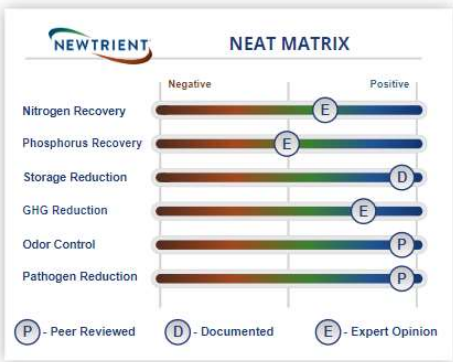 NEWTRIENT
NEAT MATRIX
Negative Positive
Nitrogen Recovery E
Phosphorus Recovery E
Storage Reduction D
GHG Reduction E
Odor Control P
Pathogen Reduction P
P - Peer Reviewed D - Documented E - Expert Opinion